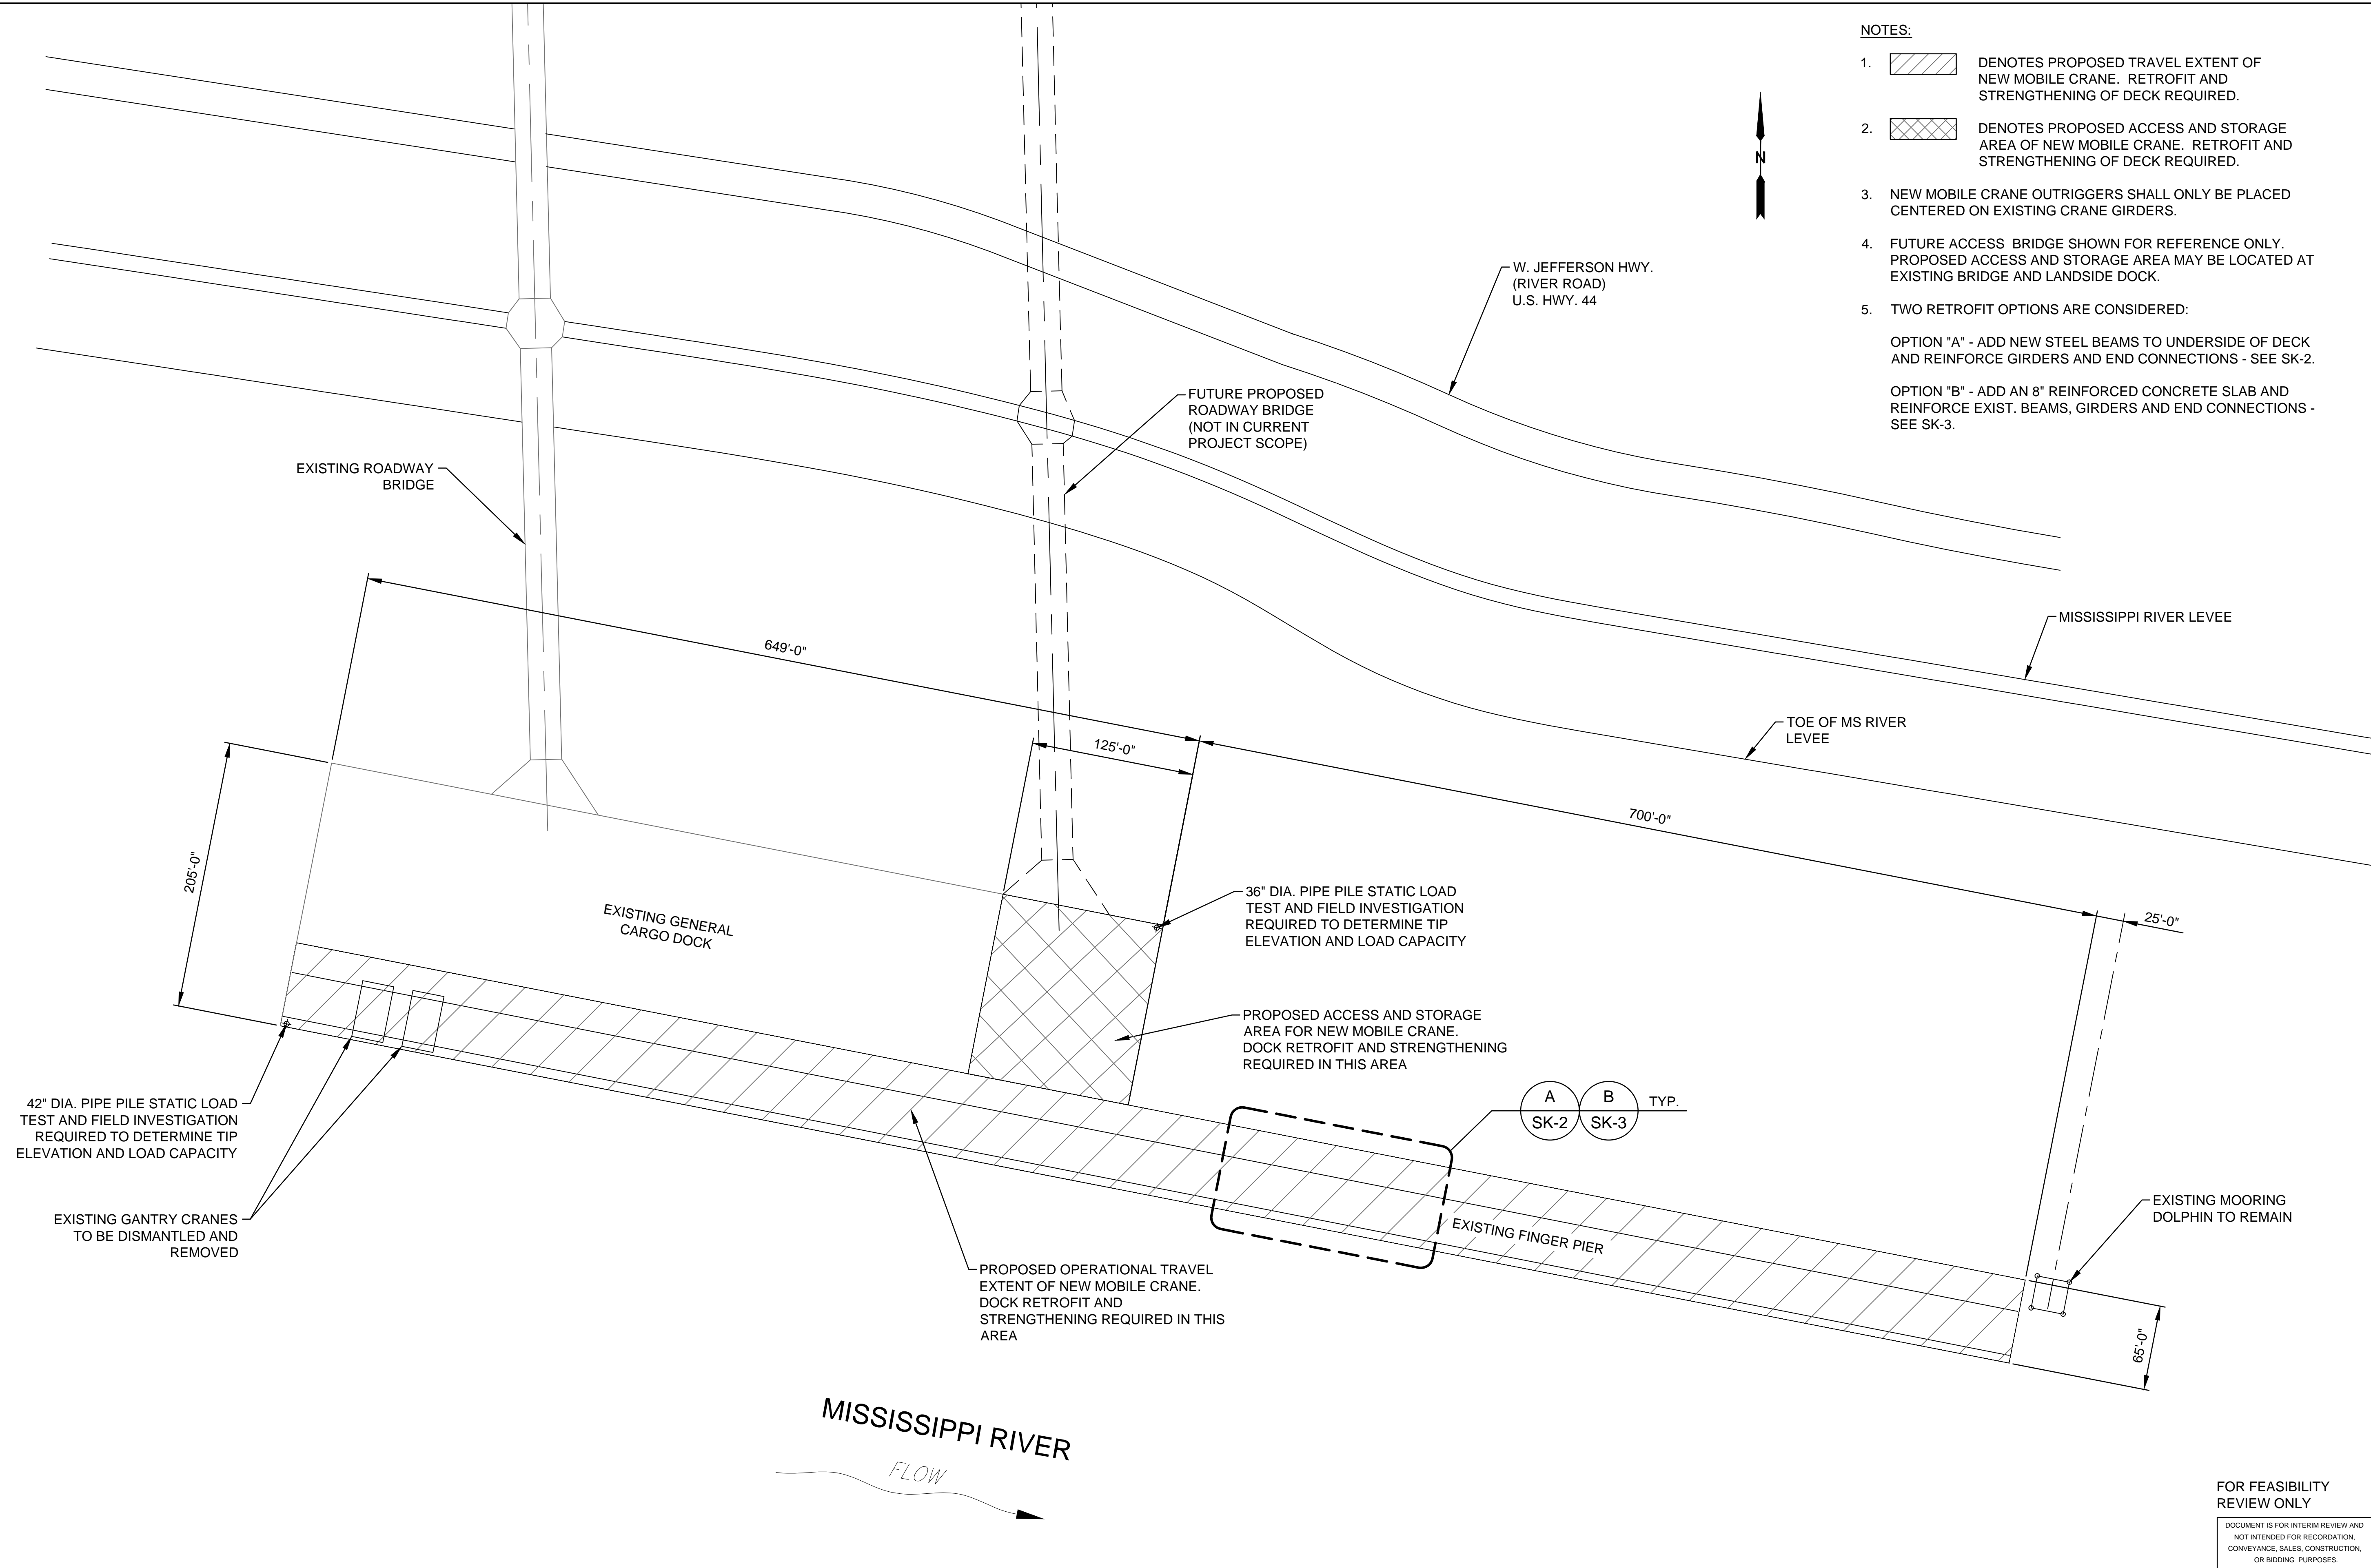 NOTES:
1. DENOTES PROPOSED TRAVEL EXTENT OF
NEW MOBILE CRANE. RETROFIT AND
STRENGTHENING OF DECK REQUIRED.
2. DENOTES PROPOSED ACCESS AND STORAGE
AREA OF NEW MOBILE CRANE. RETROFIT AND
STRENGTHENING OF DECK REQUIRED.
3. NEW MOBILE CRANE OUTRIGGERS SHALL ONLY BE PLACED
CENTERED ON EXISTING CRANE GIRDERS.
4. FUTURE ACCESS BRIDGE SHOWN FOR REFERENCE ONLY.
PROPOSED ACCESS AND STORAGE AREA MAY BE LOCATED AT
EXISTING BRIDGE AND LANDSIDE DOCK.
5. TWO RETROFIT OPTIONS ARE CONSIDERED:
OPTION "A" - ADD NEW STEEL BEAMS TO UNDERSIDE OF DECK
AND REINFORCE GIRDERS AND END CONNECTIONS - SEE SK-2.
OPTION "B" - ADD AN 8" REINFORCED CONCRETE SLAB AND
REINFORCE EXIST. BEAMS, GIRDERS AND END CONNECTIONS -
SEE SK-3.
N
W. JEFFERSON HWY.
(RIVER ROAD)
U.S. HWY. 44
FUTURE PROPOSED
ROADWAY BRIDGE
(NOT IN CURRENT
PROJECT SCOPE)
EXISTING ROADWAY
BRIDGE
MISSISSIPPI RIVER LEVEE
649'-0"
TOE OF MS RIVER
LEVEE
125'-0"
700'-0"
205'-0"
25'-0"
EXISTING GENERAL
CARGO DOCK
36" DIA. PIPE PILE STATIC LOAD
TEST AND FIELD INVESTIGATION
REQUIRED TO DETERMINE TIP
ELEVATION AND LOAD CAPACITY
PROPOSED ACCESS AND STORAGE
AREA FOR NEW MOBILE CRANE.
DOCK RETROFIT AND STRENGTHENING
REQUIRED IN THIS AREA
42" DIA. PIPE PILE STATIC LOAD
TEST AND FIELD INVESTIGATION
REQUIRED TO DETERMINE TIP
ELEVATION AND LOAD CAPACITY
A B TYP.
SK-2 SK-3
EXISTING GANTRY CRANES
TO BE DISMANTLED AND
REMOVED
EXISTING FINGER PIER
EXISTING MOORING
DOLPHIN TO REMAIN
PROPOSED OPERATIONAL TRAVEL
EXTENT OF NEW MOBILE CRANE.
DOCK RETROFIT AND
STRENGTHENING REQUIRED IN THIS
AREA
65'-0"
MISSISSIPPI RIVER
FLOW
FOR FEASIBILITY
REVIEW ONLY
DOCUMENT IS FOR INTERIM REVIEW AND
NOT INTENDED FOR RECORDATION,
CONVEYANCE, SALES, CONSTRUCTION,
OR BIDDING PURPOSES.